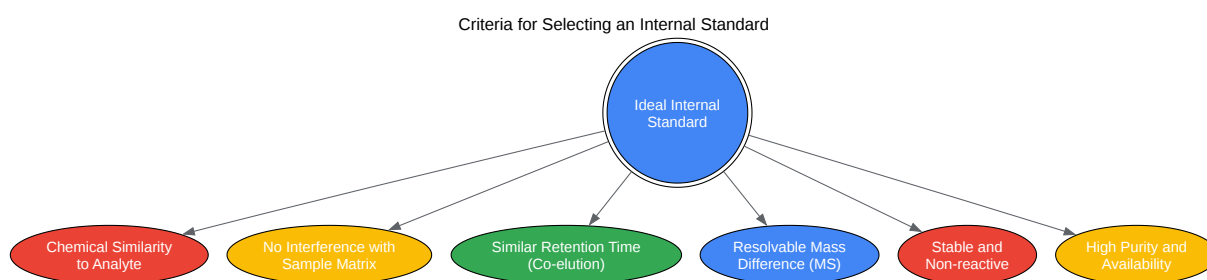 Criteria for Selecting an Internal Standard
Ideal Internal
Standard
Chemical Similarity
to Analyte
No Interference with
Sample Matrix
Similar Retention Time
(Co-elution)
Resolvable Mass
Difference (MS)
Stable and
Non-reactive
High Purity and
Availability